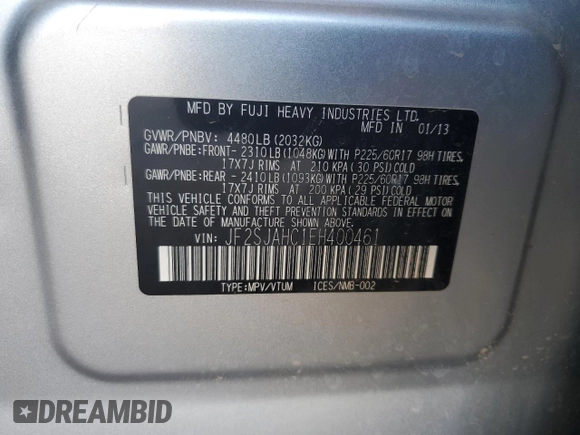 MFD BY FUJI HEAVY INDUSTRIES LTD.
MFD IN 01/13
GVWR/PNBV: 4480LB(2032KG)
GAWR/PNBE:FRONT- 2310LB(1048KG)WITH P225/60R17 98H TIRES,
17X7J RIMS AT 210 KPA(30 PSI)COLD
GAWR/PNBE:REAR - 2410LB(1093KG)WITH P225/60R17 98H TIRES,
17X7J RIMS AT 200 KPA(29 PSI)COLD
THIS VEHICLE CONFORMS TO ALL APPLICABLE FEDERAL MOTOR
VEHICLE SAFETY AND THEFT PREVENTION STANDARDS IN EFFECT ON
THE DATE OF MANUFACTURE SHOWN ABOVE.
VIN: JF2SJAHC1EH400461
TYPE:MPV/VTUM ICES/NMB-002
DREAMBID